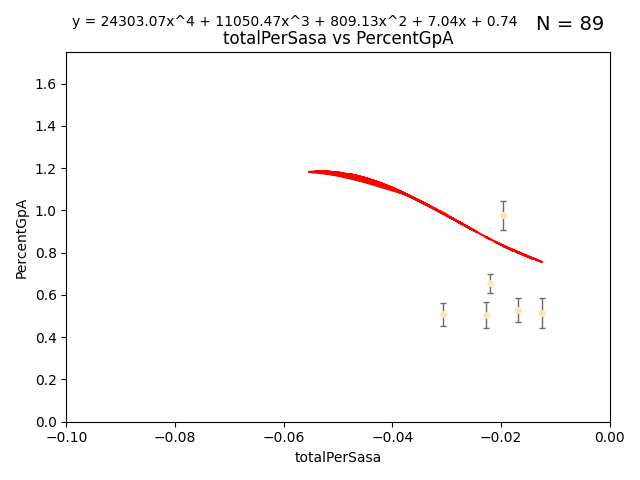 y = 24303.07x^4 + 11050.47x^3 + 809.13x^2 + 7.04x + 0.74
N = 89
totalPerSasa vs PercentGpA
PercentGpA
1.6
1.4
1.2
1.0
0.8
0.6
0.4
0.2
0.0
−0.10 −0.08 −0.06 −0.04 −0.02 0.00
totalPerSasa